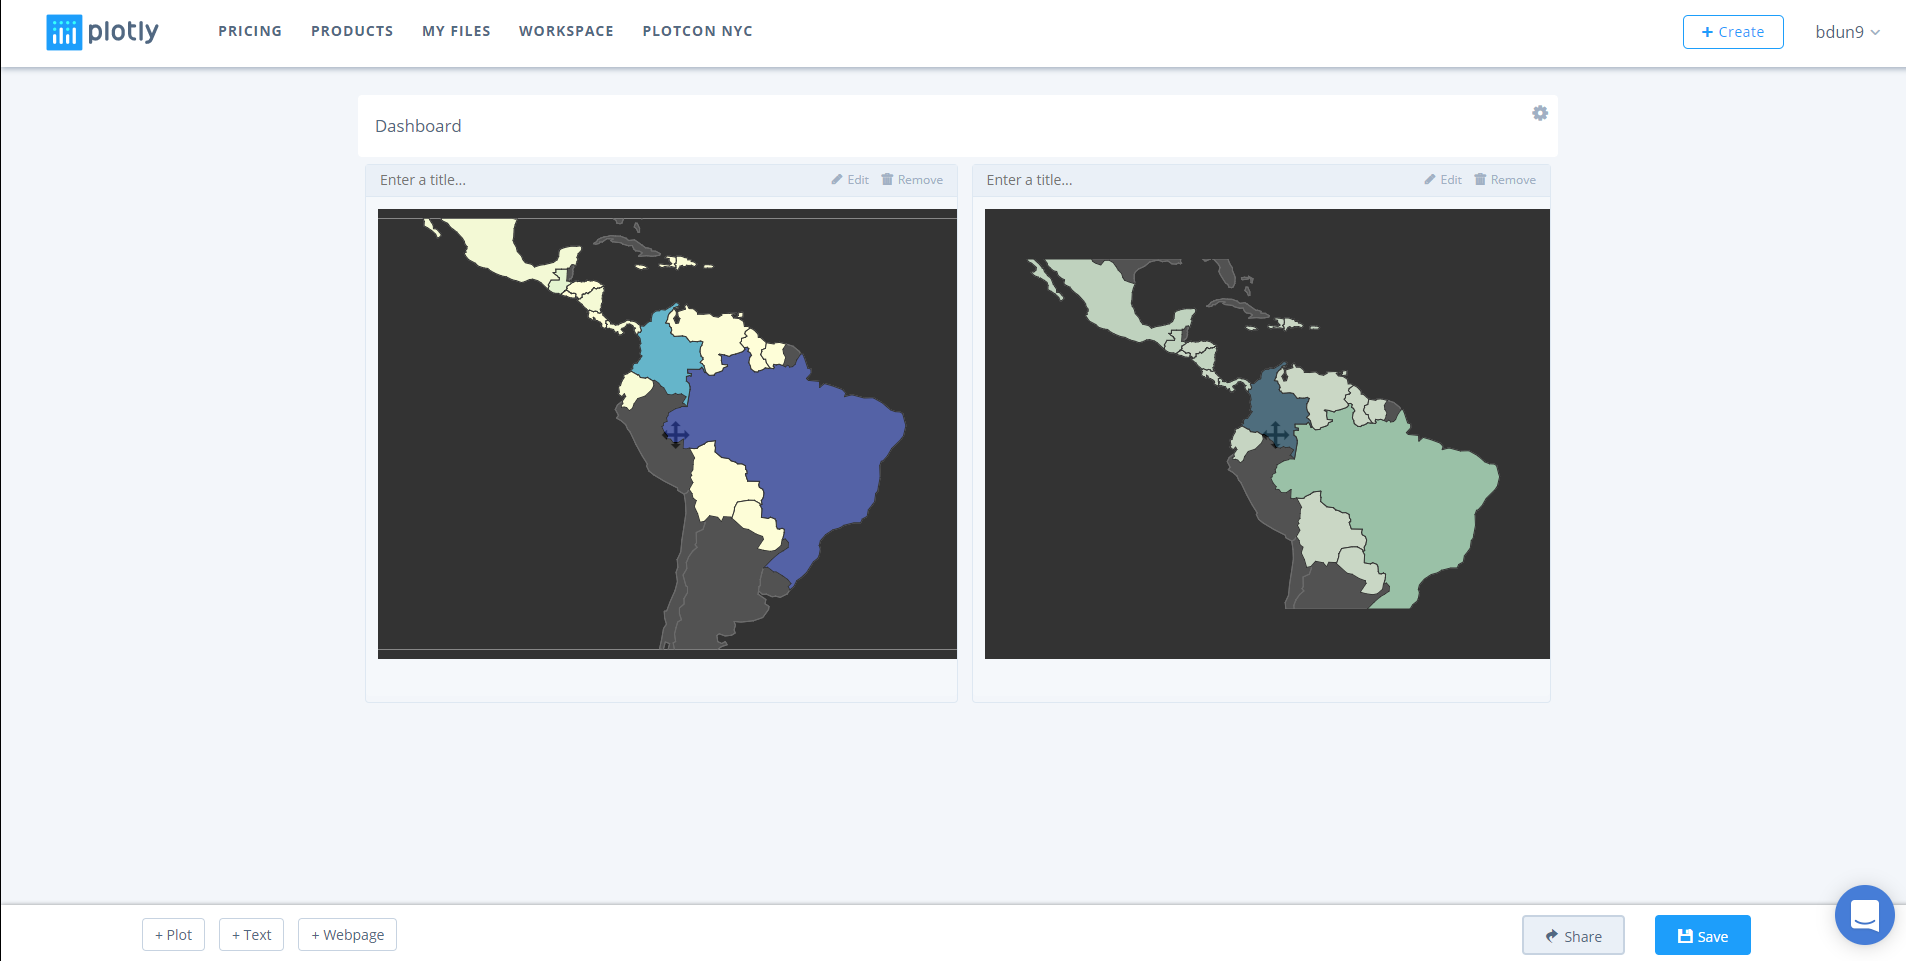 plotly PRICING PRODUCTS MY FILES WORKSPACE PLOTCON NYC + Create bdun9
Dashboard
Enter a title... Edit Remove Enter a title... Edit Remove
+ Plot + Text + Webpage Share Save